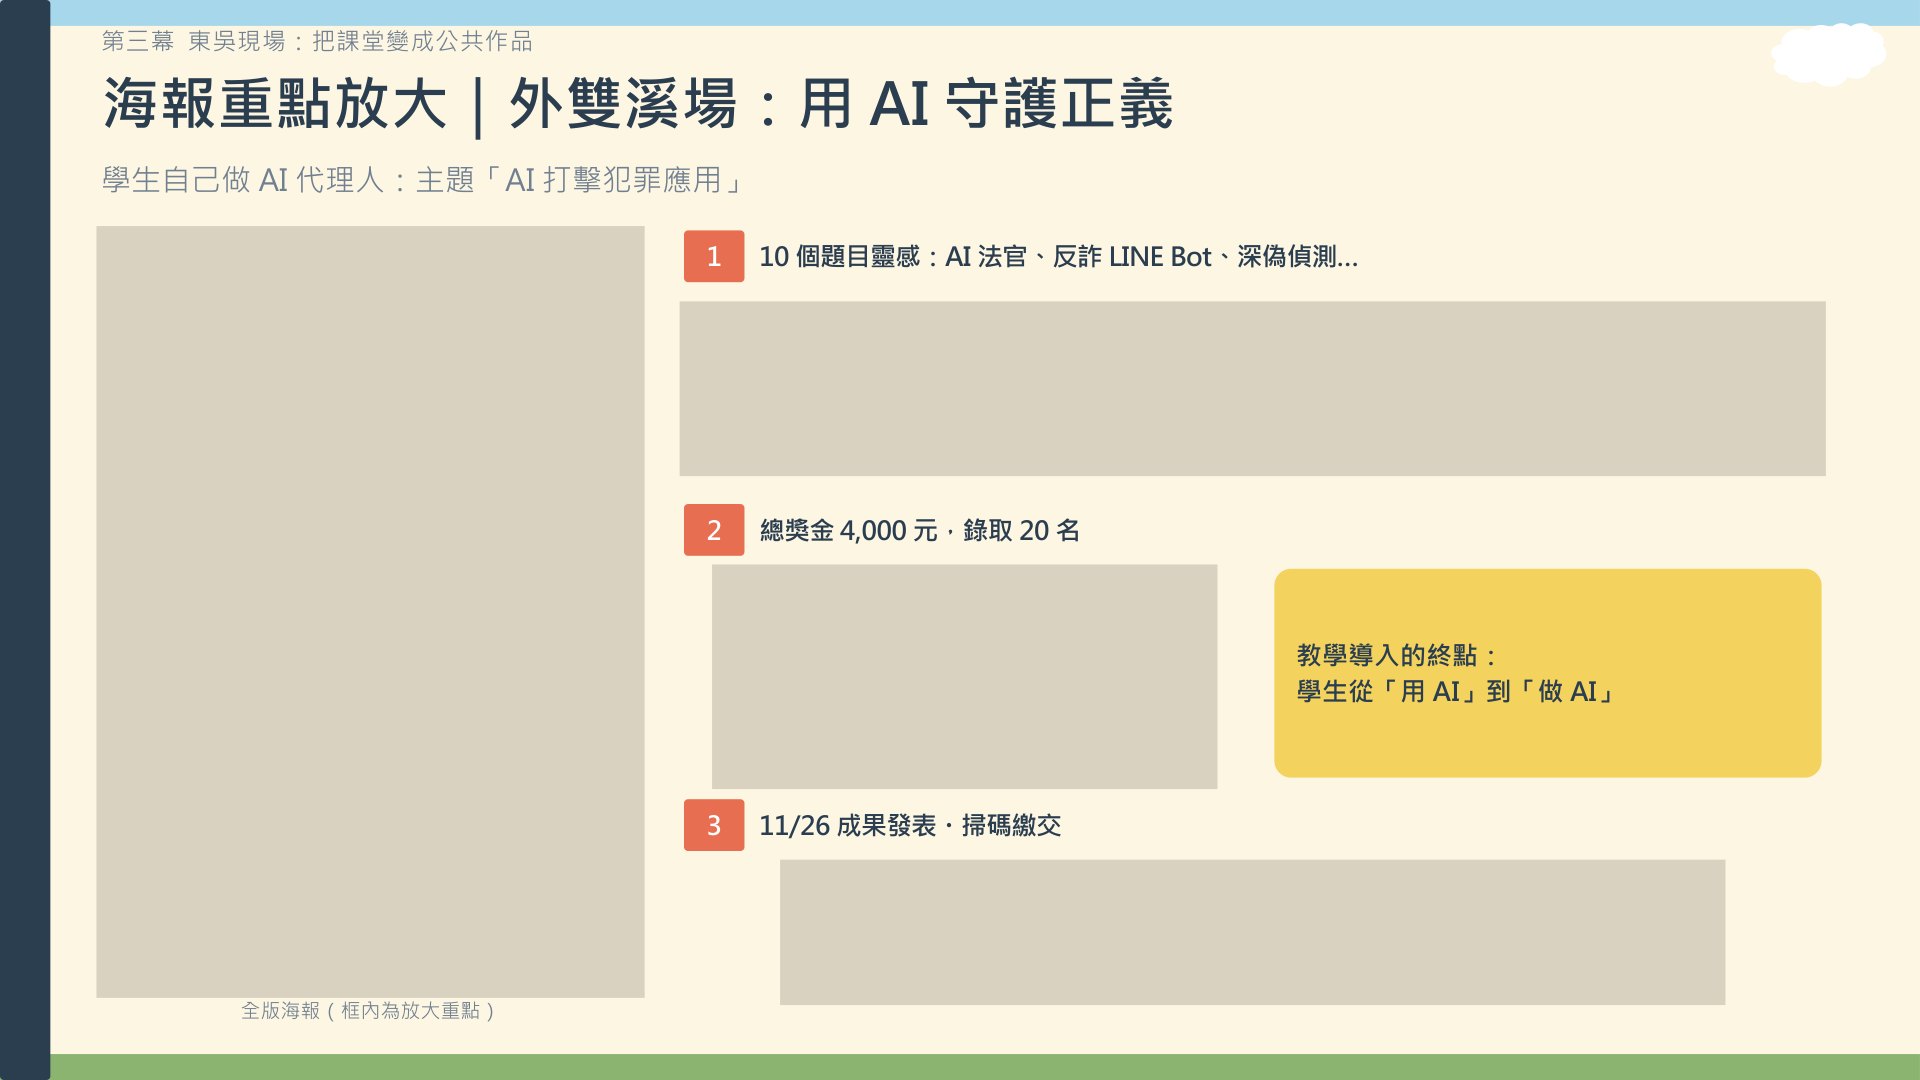 第三幕 東吳現場：把課堂變成公共作品
海報重點放大｜外雙溪場：用 AI 守護正義
學生自己做 AI 代理人：主題「AI 打擊犯罪應用」
1 10 個題目靈感：AI 法官、反詐 LINE Bot、深偽偵測…
2 總獎金 4,000 元．錄取 20 名
教學導入的終點：
學生從「用 AI」到「做 AI」
3 11/26 成果發表・掃碼繳交
全版海報（框內為放大重點）